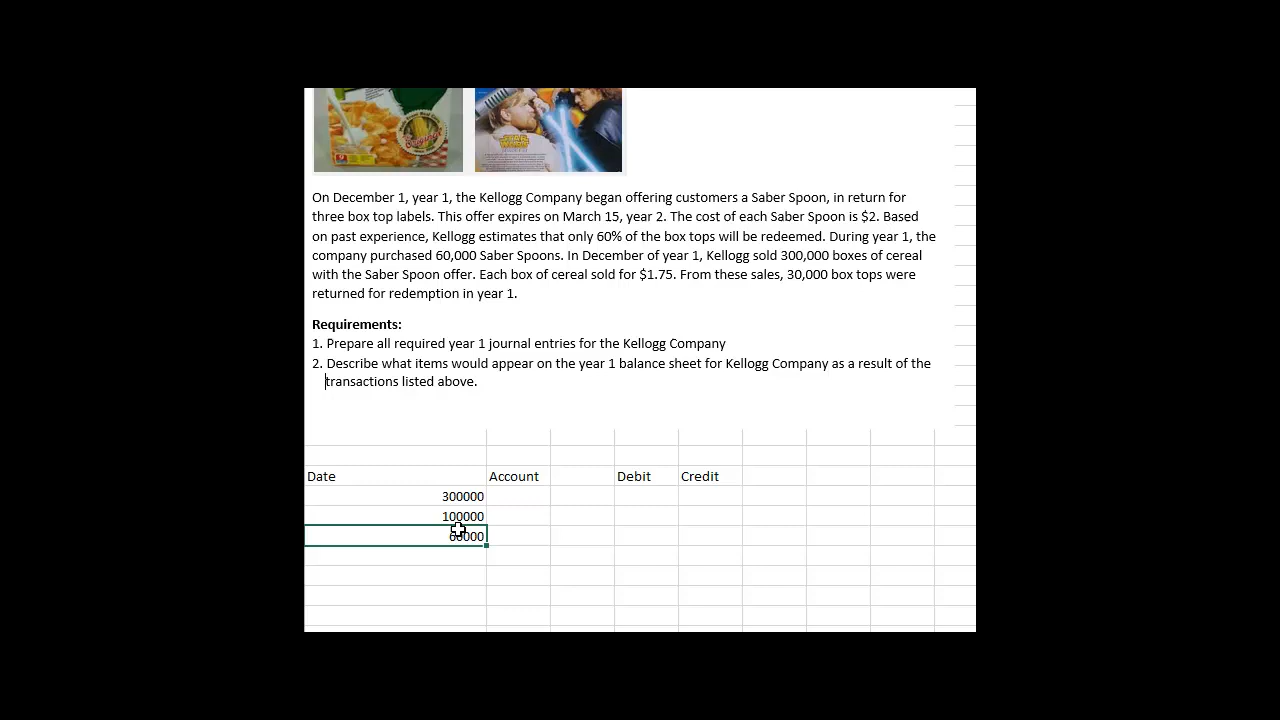 STAR
WARS
On December 1, year 1, the Kellogg Company began offering customers a Saber Spoon, in return for
three box top labels. This offer expires on March 15, year 2. The cost of each Saber Spoon is $2. Based
on past experience, Kellogg estimates that only 60% of the box tops will be redeemed. During year 1, the
company purchased 60,000 Saber Spoons. In December of year 1, Kellogg sold 300,000 boxes of cereal
with the Saber Spoon offer. Each box of cereal sold for $1.75. From these sales, 30,000 box tops were
returned for redemption in year 1.
Requirements:
1. Prepare all required year 1 journal entries for the Kellogg Company
2. Describe what items would appear on the year 1 balance sheet for Kellogg Company as a result of the
transactions listed above.
Date Account Debit Credit
300000
100000
60000